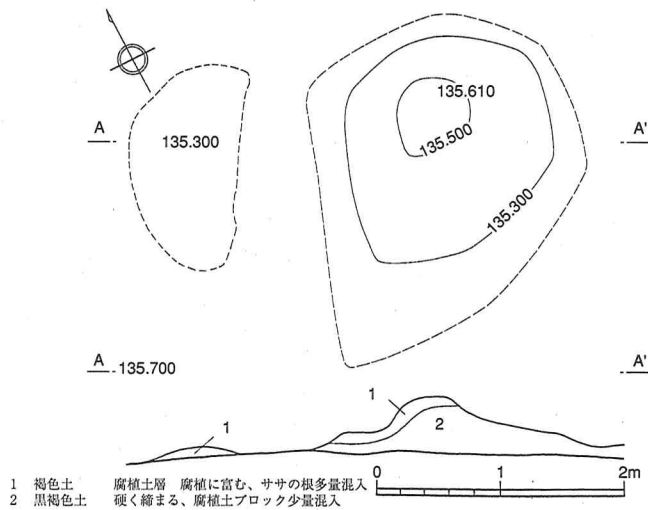 135.610
A
135.300
135.500
A'
135.300
A
135.700
A'
1
1
2
1 褐色土 腐植土層 腐植に富む、ササの根多量混入
2 黒褐色土 硬く締まる、腐植土ブロック少量混入
0
1
2m